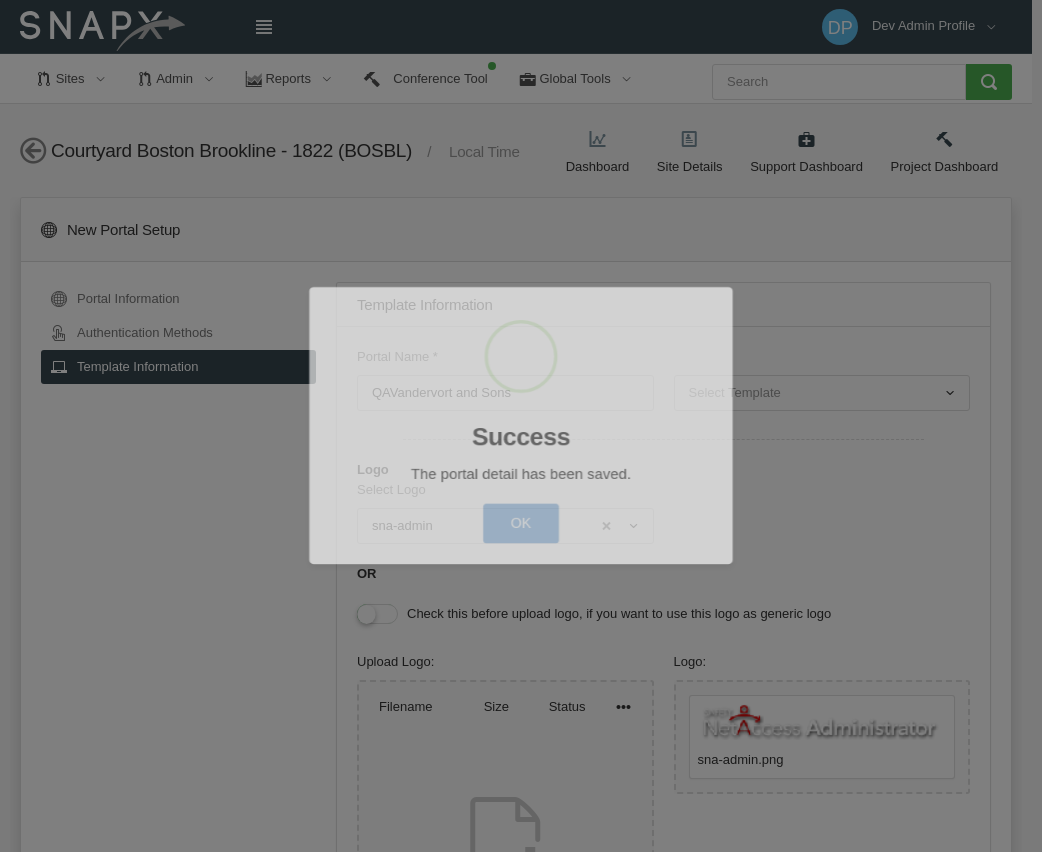 SNAPX
DP
Dev Admin Profile
Sites
Admin
Reports
Conference Tool
Global Tools
Search
Courtyard Boston Brookline - 1822 (BOSBL)
/
Local Time
Dashboard
Site Details
Support Dashboard
Project Dashboard
New Portal Setup
Portal Information
Authentication Methods
Template Information
Template Information
Portal Name *
QAVandervort and Sons
Select Template
Success
The portal detail has been saved.
OK
Logo
Select Logo
sna-admin
OR
Check this before upload logo, if you want to use this logo as generic logo
Upload Logo:
Logo:
Filename
Size
Status
•••
NetAccess Administrator
sna-admin.png